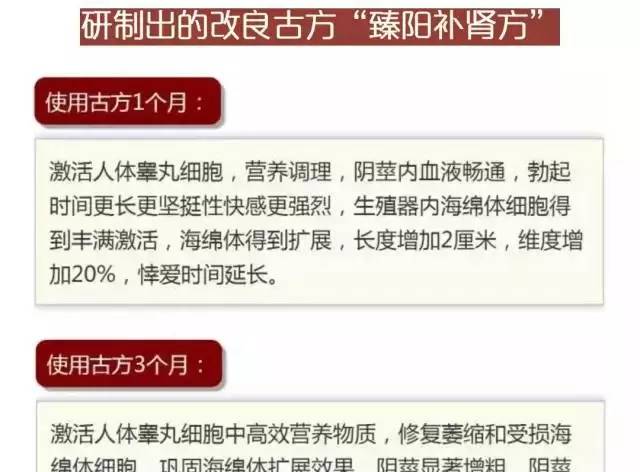 研制出的改良古方“臻阳补肾方”
使用古方1个月：
激活人体睾丸细胞，营养调理，阴茎内血液畅通，勃起
时间更长更坚挺性快感更强烈，生殖器内海绵体细胞得
到丰满激活，海绵体得到扩展，长度增加2厘米，维度增
加20%，悻爱时间延长。
使用古方3个月：
激活人体睾丸细胞中高效营养物质，修复萎缩和受损海
绵体细胞，巩固海绵体扩展效果，阴茎显著增粗，阴茎